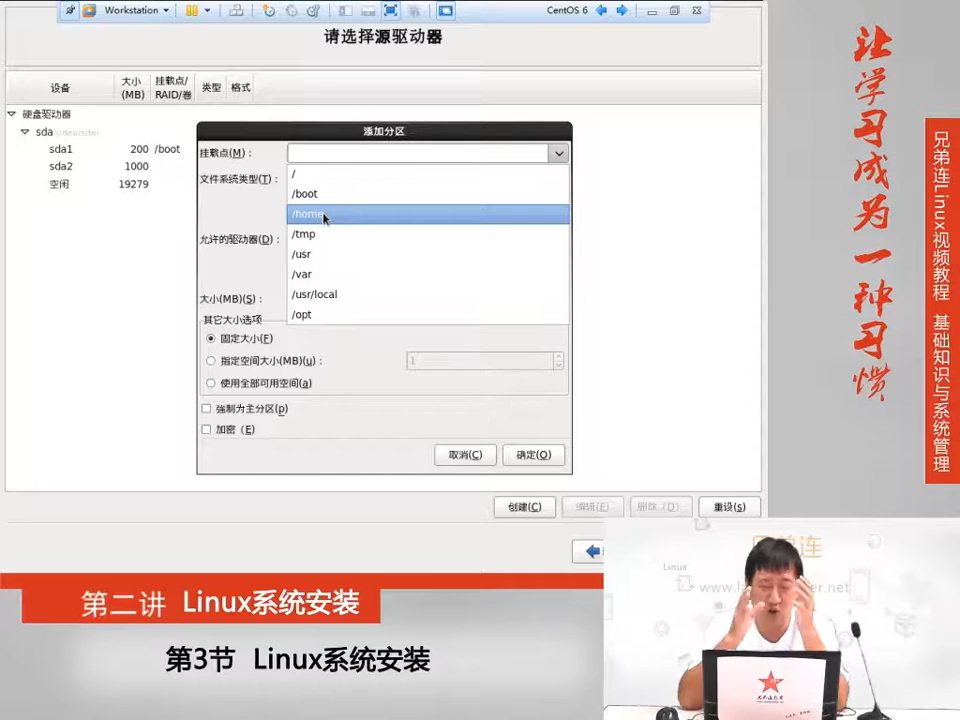 Workstation
CentOS 6
请选择源驱动器
设备
大小
(MB)
挂载点/
RAID/卷
类型
格式
硬盘驱动器
sda (/dev/sda)
sda1 200 /boot
sda2 1000
空闲 19279
添加分区
挂载点(M)：
文件系统类型(T)：
允许的驱动器(D)：
/
/boot
/home
/tmp
/usr
/var
/usr/local
/opt
大小(MB)(S)：
其它大小选项
固定大小(F)
指定空间大小(MB)(u)： 1
使用全部可用空间(a)
强制为主分区(p)
加密（E)
取消(C)
确定(O)
创建(C)
编辑(E)
删除（D）
重设(s)
让学习成为一种习惯
兄弟连Linux视频教程 基础知识与系统管理
第二讲 Linux系统安装
第3节 Linux系统安装
Linux